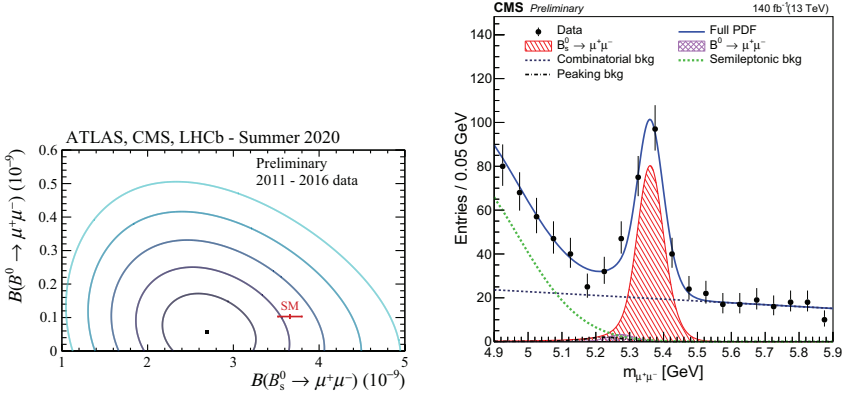 ATLAS, CMS, LHCb - Summer 2020
Preliminary
2011 - 2016 data
SM
B(B⁰ → μ⁺μ⁻) (10⁻⁹)
0.6
0.5
0.4
0.3
0.2
0.1
0
1 2 3 4 5
B(B⁰ₛ → μ⁺μ⁻) (10⁻⁹)
CMS Preliminary 140 fb⁻¹(13 TeV)
Data Full PDF
B⁰ₛ → μ⁺μ⁻ B⁰ → μ⁺μ⁻
Combinatorial bkg Semileptonic bkg
Peaking bkg
Entries / 0.05 GeV
140
120
100
80
60
40
20
0
4.9 5 5.1 5.2 5.3 5.4 5.5 5.6 5.7 5.8 5.9
m_μ⁺μ⁻ [GeV]